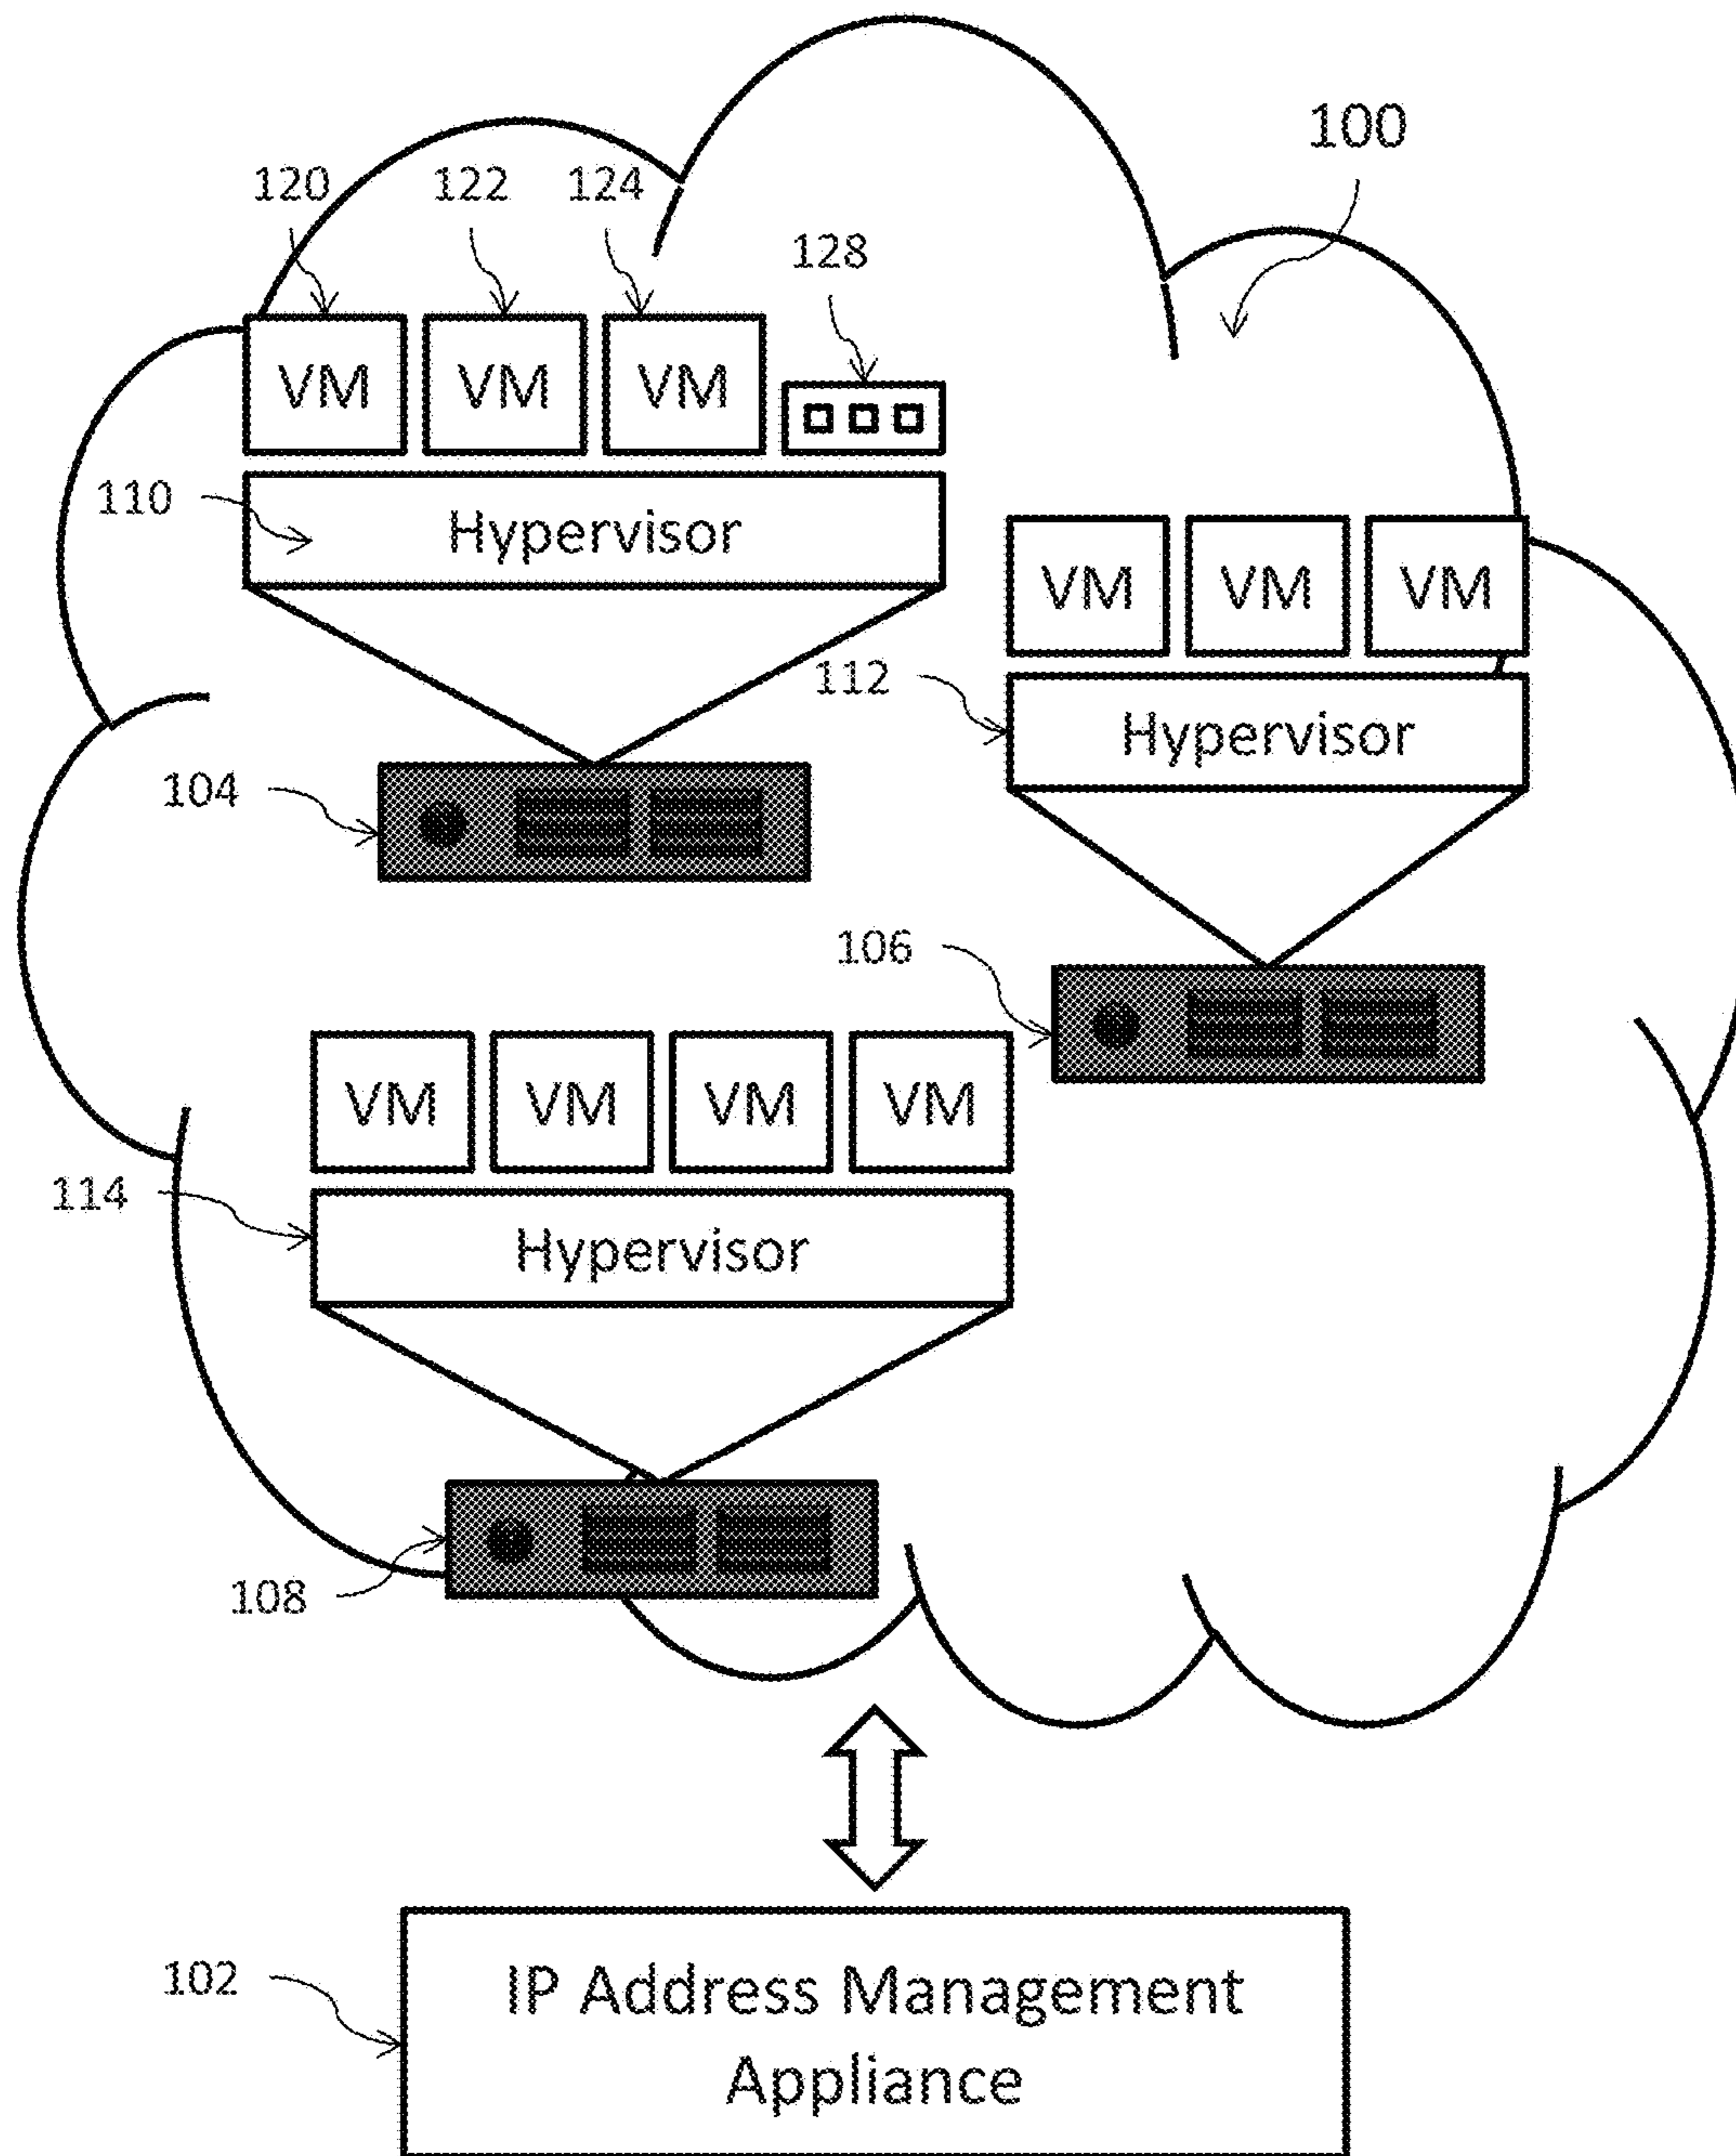 100
120
122
124
128
VM
VM
VM
110
Hypervisor
VM
VM
VM
112
Hypervisor
104
106
VM
VM
VM
VM
114
Hypervisor
108
102
IP Address Management
Appliance